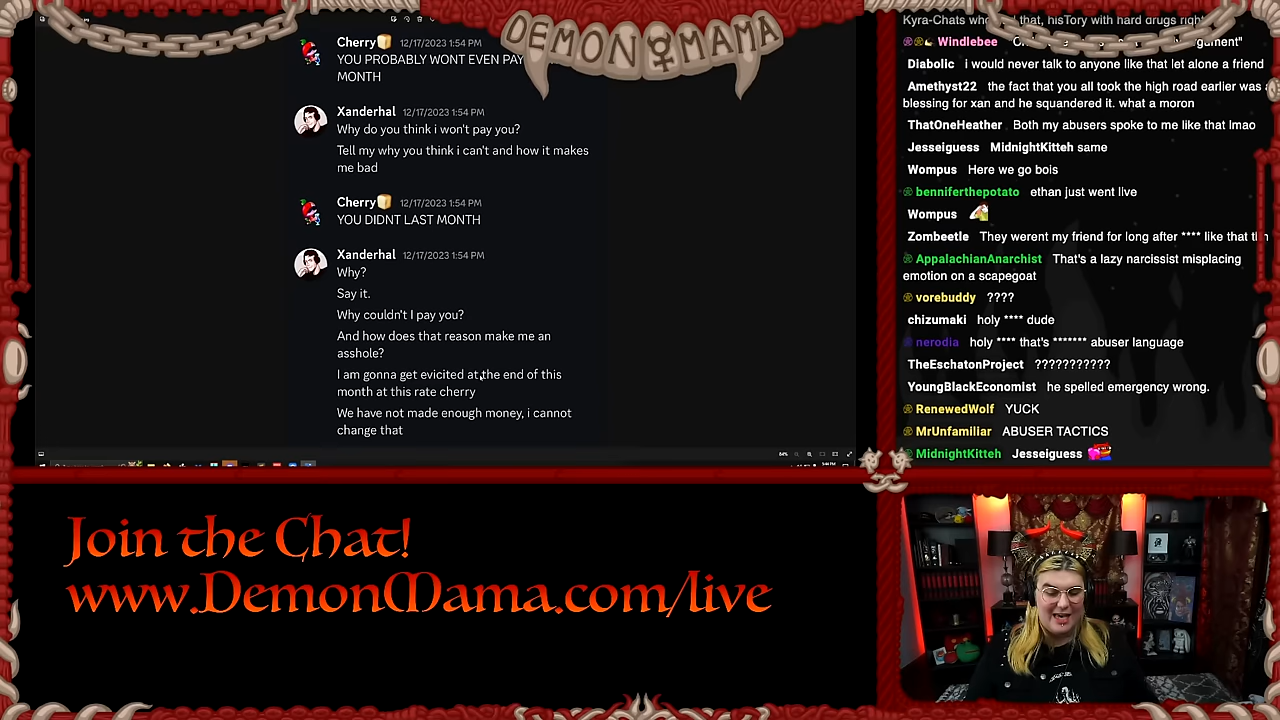 DEMON MAMA
Cherry 12/17/2023 1:54 PM
YOU PROBABLY WONT EVEN PAY
MONTH
Xanderhal 12/17/2023 1:54 PM
Why do you think i won't pay you?
Tell my why you think i can't and how it makes
me bad
Cherry 12/17/2023 1:54 PM
YOU DIDNT LAST MONTH
Xanderhal 12/17/2023 1:54 PM
Why?
Say it.
Why couldn't I pay you?
And how does that reason make me an
asshole?
I am gonna get evicited at the end of this
month at this rate cherry
We have not made enough money, i cannot
change that
Kyra-Chats that, hisTory with hard drugs right
Windlebee
Diabolic i would never talk to anyone like that let alone a friend
Amethyst22 the fact that you all took the high road earlier was a
blessing for xan and he squandered it. what a moron
ThatOneHeather Both my abusers spoke to me like that lmao
Jesseiguess MidnightKitteh same
Wompus Here we go bois
benniferthepotato ethan just went live
Wompus
Zombeetle They werent my friend for long after **** like that
AppalachianAnarchist That's a lazy narcissist misplacing
emotion on a scapegoat
vorebuddy ????
chizumaki holy **** dude
nerodia holy **** that's ******* abuser language
TheEschatonProject ???????????
YoungBlackEconomist he spelled emergency wrong.
RenewedWolf YUCK
MrUnfamiliar ABUSER TACTICS
MidnightKitteh Jesseiguess
Join the Chat!
www.DemonMama.com/live